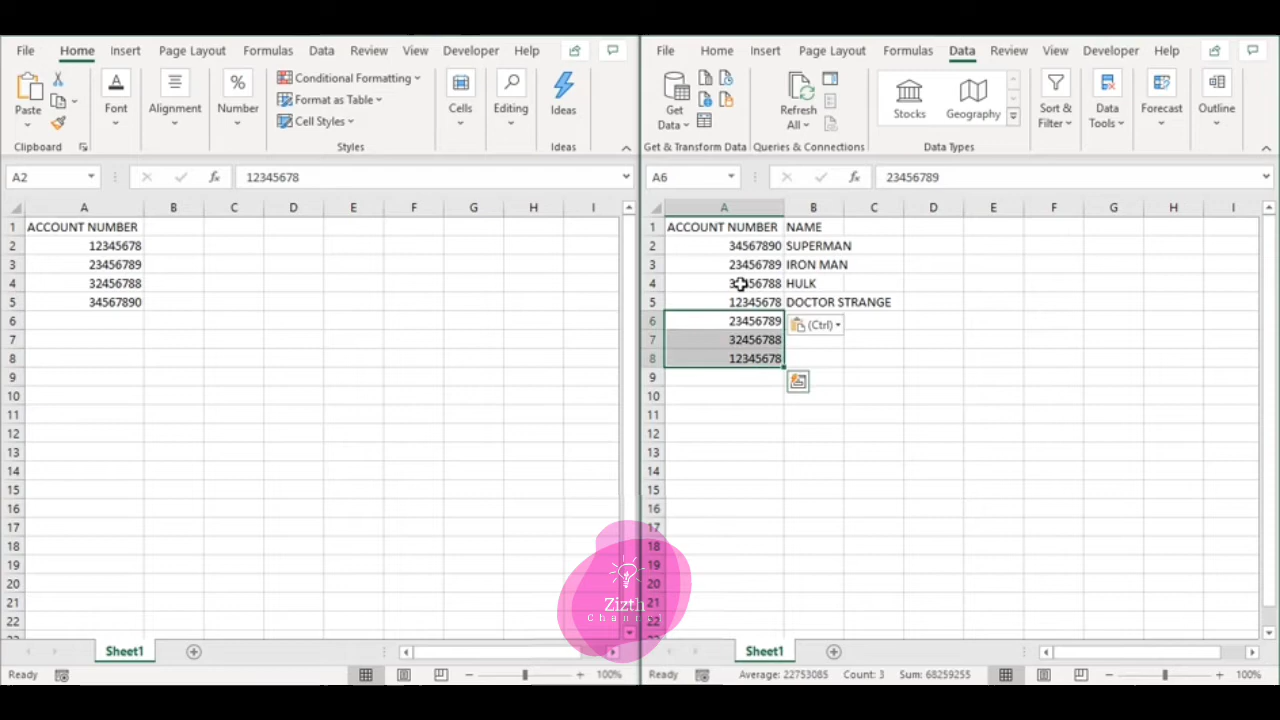 File Home Insert Page Layout Formulas Data Review View Developer Help
Paste
Font
Alignment
Number
Conditional Formatting
Format as Table
Cell Styles
Cells
Editing
Ideas
Clipboard
Styles
Ideas
A2
fx
12345678
A B C D E F G H I
1 ACCOUNT NUMBER
2 12345678
3 23456789
4 32456788
5 34567890
6
7
8
9
10
11
12
13
14
15
16
17
18
19
20
21
22
Sheet1
Ready
100%
File Home Insert Page Layout Formulas Data Review View Developer Help
Get
Data
Refresh
All
Stocks
Geography
Sort &
Filter
Data
Tools
Forecast
Outline
Get & Transform Data
Queries & Connections
Data Types
A6
fx
23456789
A B C D E F G H I
1 ACCOUNT NUMBER NAME
2 34567890 SUPERMAN
3 23456789 IRON MAN
4 HULK
5 12345678 DOCTOR STRANGE
6 23456789 (Ctrl)
7 32456788
8 12345678
9
10
11
12
13
14
15
16
17
18
19
20
21
22
Sheet1
Ready
Average: 22753085 Count: 3 Sum: 68259255
100%
Zizth
Channel